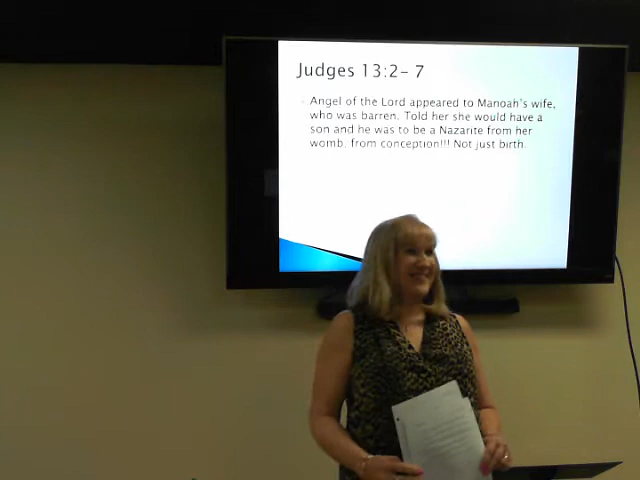 Judges 13:2- 7
Angel of the Lord appeared to Manoah's wife,
who was barren. Told her she would have a
son and he was to be a Nazarite from her
womb, from conception!!! Not just birth.